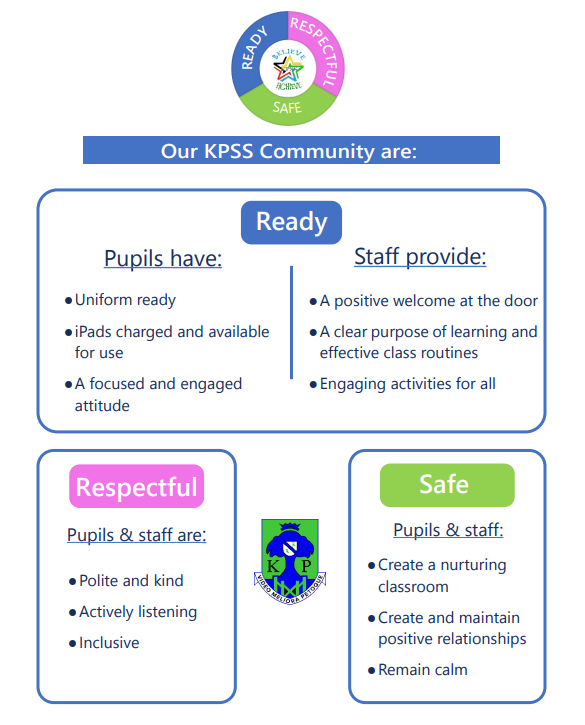 READY
RESPECTFUL
SAFE
BELIEVE
ACHIEVE
Our KPSS Community are:
Ready
Pupils have:
● Uniform ready
● iPads charged and available
for use
● A focused and engaged
attitude
Staff provide:
● A positive welcome at the door
● A clear purpose of learning and
effective class routines
● Engaging activities for all
Respectful
Pupils & staff are:
● Polite and kind
● Actively listening
● Inclusive
K P
VIDEO MELIORA PETOQUE
Safe
Pupils & staff:
● Create a nurturing
classroom
● Create and maintain
positive relationships
● Remain calm